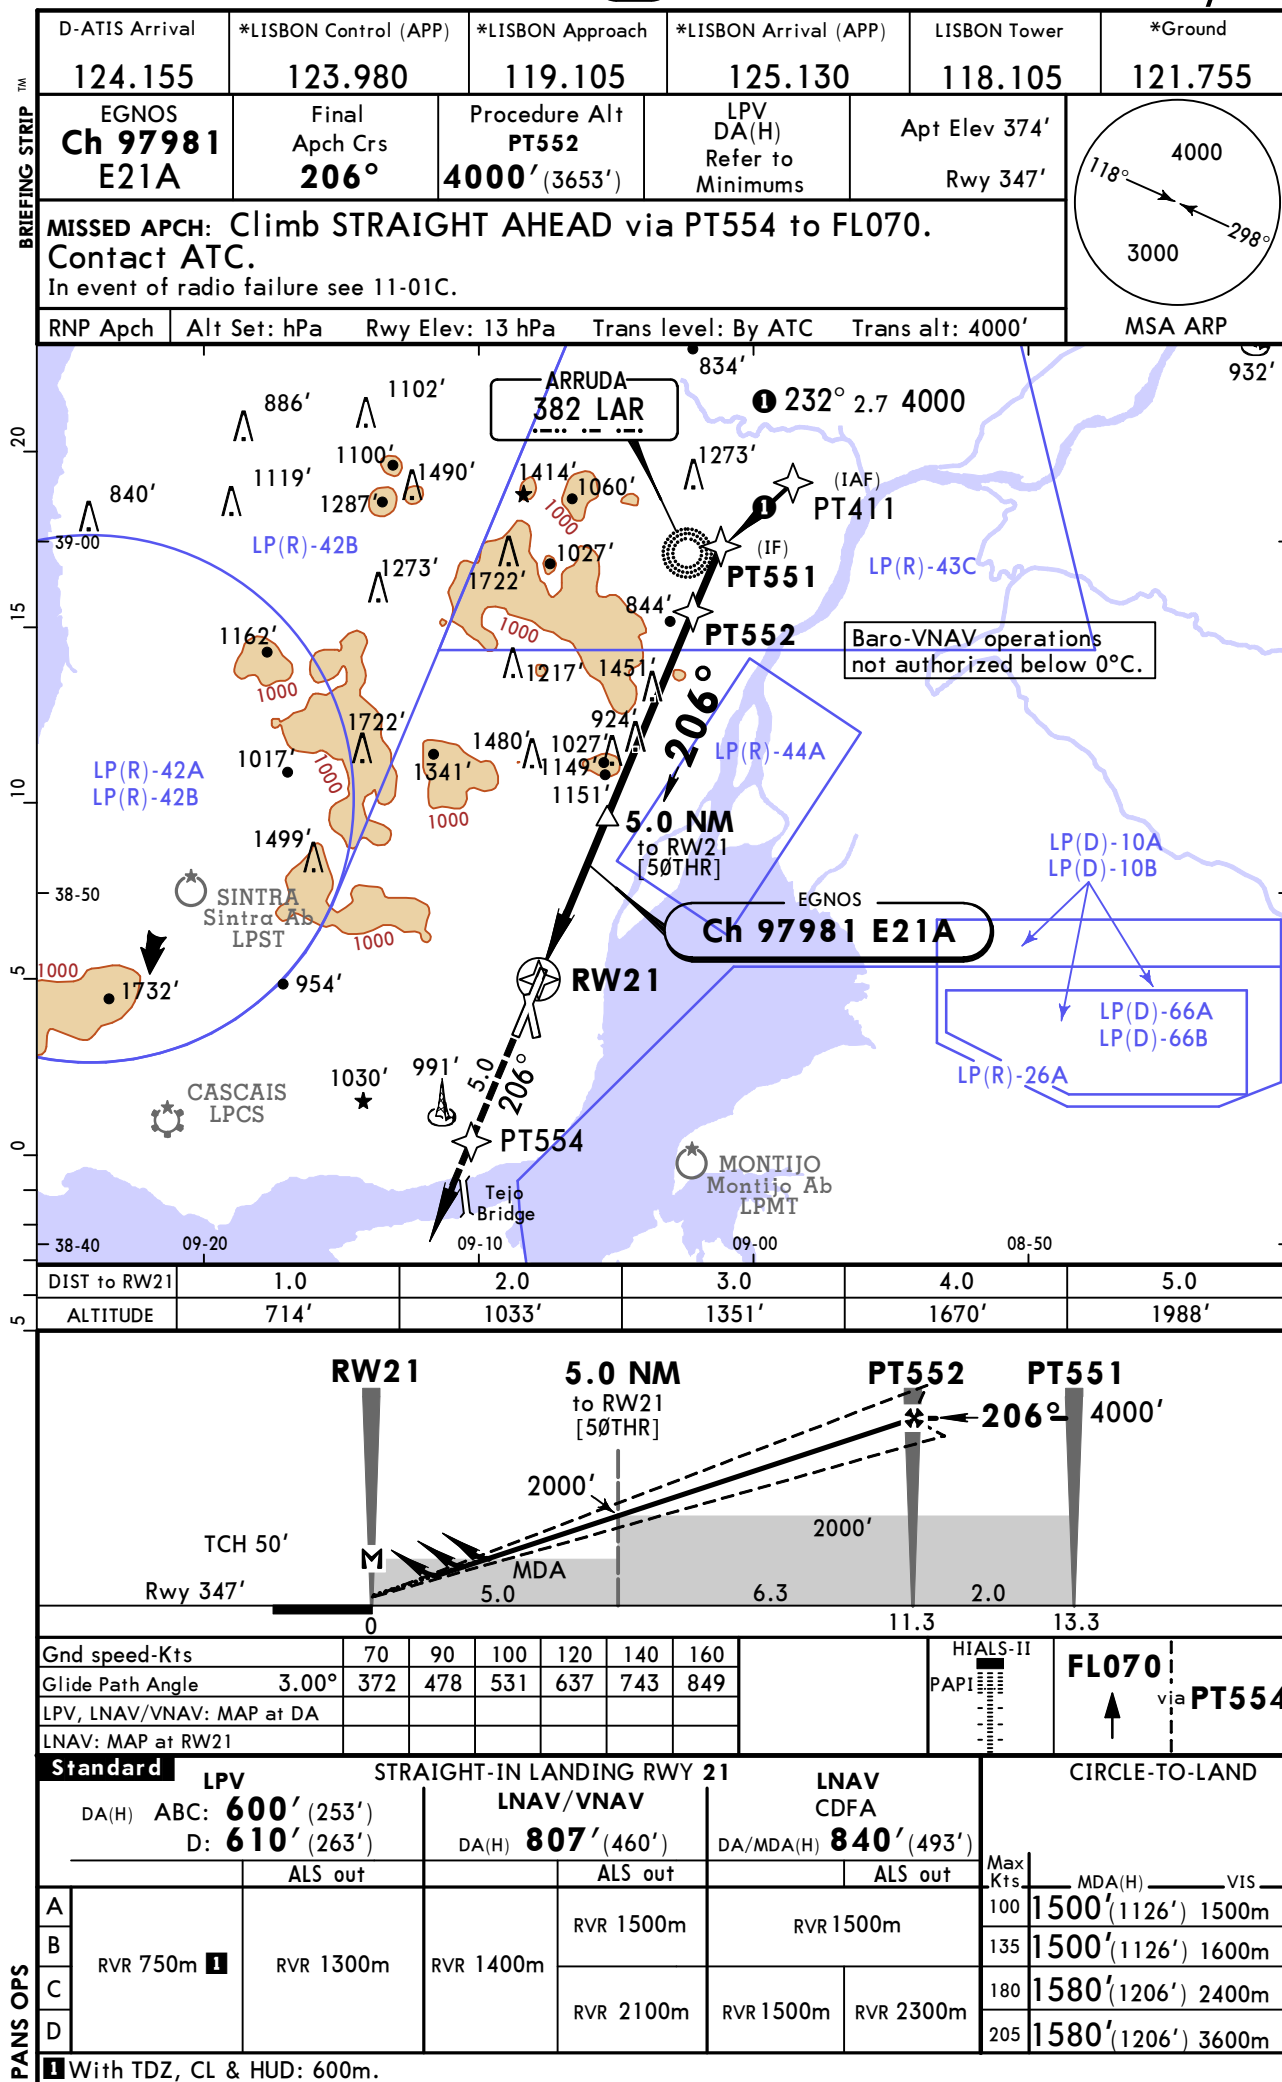 D-ATIS Arrival
124.155
*LISBON Control (APP)
123.980
*LISBON Approach
119.105
*LISBON Arrival (APP)
125.130
LISBON Tower
118.105
*Ground
121.755
BRIEFING STRIP TM
EGNOS
Ch 97981
E21A
Final
Apch Crs
206°
Procedure Alt
PT552
4000' (3653')
LPV
DA(H)
Refer to
Minimums
Apt Elev 374'
Rwy 347'
4000
118°
298°
3000
MSA ARP
MISSED APCH: Climb STRAIGHT AHEAD via PT554 to FL070.
Contact ATC.
In event of radio failure see 11-01C.
RNP Apch
Alt Set: hPa Rwy Elev: 13 hPa Trans level: By ATC Trans alt: 4000'
834'
932'
ARRUDA
382 LAR
1 232° 2.7 4000
886'
1102'
1100'
1490'
1119'
1287'
840'
1414'
1060'
1000
1273'
(IAF)
PT411
1
20
39-00
LP(R)-42B
1273'
1722'
1027'
(IF)
PT551
LP(R)-43C
844'
PT552
1000
15
Baro-VNAV operations
not authorized below 0°C.
1162'
1000
1217'
1451'
206°
1722'
924'
1480'
1027'
1149'
1151'
LP(R)-44A
1017'
1000
1341'
1000
LP(R)-42A
LP(R)-42B
10
5.0 NM
to RW21
[5ØTHR]
1499'
LP(D)-10A
LP(D)-10B
38-50
SINTRA
Sintra Ab
LPST
1000
EGNOS
Ch 97981 E21A
1000
1732'
954'
5
RW21
LP(D)-66A
LP(D)-66B
LP(R)-26A
CASCAIS
LPCS
1030'
991'
5.0
206°
PT554
0
MONTIJO
Montijo Ab
LPMT
Tejo
Bridge
38-40
09-20
09-10
09-00
08-50
5
DIST to RW21 1.0 2.0 3.0 4.0 5.0
ALTITUDE 714' 1033' 1351' 1670' 1988'
RW21
5.0 NM
to RW21
[5ØTHR]
PT552
PT551
206° 4000'
2000'
2000'
TCH 50'
M
MDA
Rwy 347'
5.0
6.3
2.0
0
11.3
13.3
Gnd speed-Kts 70 90 100 120 140 160
Glide Path Angle 3.00° 372 478 531 637 743 849
LPV, LNAV/VNAV: MAP at DA
LNAV: MAP at RW21
HIALS-II
PAPI
FL070
via PT554
Standard
STRAIGHT-IN LANDING RWY 21
CIRCLE-TO-LAND
LPV
DA(H) ABC: 600' (253')
D: 610' (263')
LNAV/VNAV
DA(H) 807' (460')
LNAV
CDFA
DA/MDA(H) 840' (493')
ALS out
ALS out
ALS out
Max
Kts
MDA(H) VIS
A
B
C
D
RVR 750m 1
RVR 1300m
RVR 1400m
RVR 1500m
RVR 2100m
RVR 1500m
RVR 1500m
RVR 2300m
100 1500' (1126') 1500m
135 1500' (1126') 1600m
180 1580' (1206') 2400m
205 1580' (1206') 3600m
PANS OPS
1 With TDZ, CL & HUD: 600m.